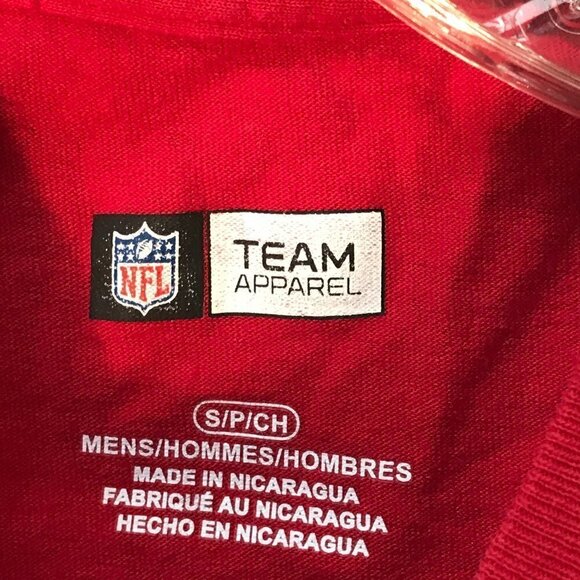 NFL
TEAM
APPAREL
S/P/CH
MENS/HOMMES/HOMBRES
MADE IN NICARAGUA
FABRIQUÉ AU NICARAGUA
HECHO EN NICARAGUA